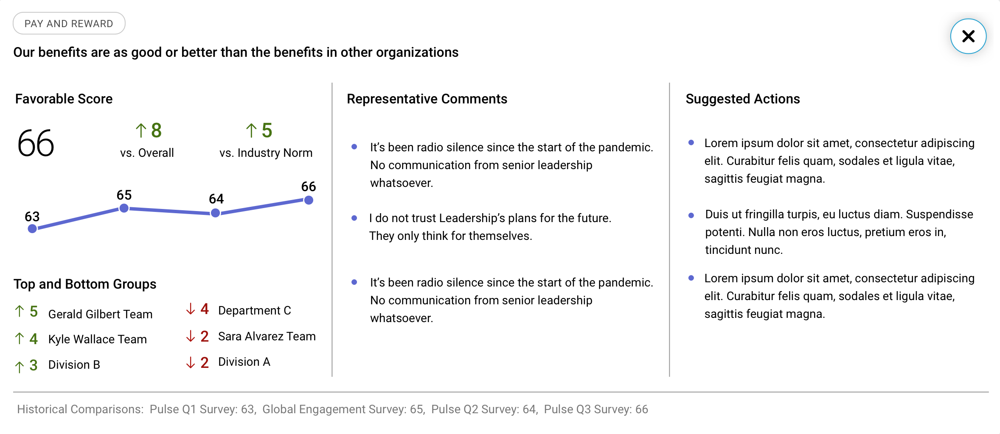 PAY AND REWARD
Our benefits are as good or better than the benefits in other organizations
Favorable Score
66
↑ 8
vs. Overall
↑ 5
vs. Industry Norm
63
65
64
66
Top and Bottom Groups
↑ 5 Gerald Gilbert Team
↑ 4 Kyle Wallace Team
↑ 3 Division B
↓ 4 Department C
↓ 2 Sara Alvarez Team
↓ 2 Division A
Representative Comments
• It’s been radio silence since the start of the pandemic.
No communication from senior leadership
whatsoever.
• I do not trust Leadership’s plans for the future.
They only think for themselves.
• It’s been radio silence since the start of the pandemic.
No communication from senior leadership
whatsoever.
Suggested Actions
• Lorem ipsum dolor sit amet, consectetur adipiscing
elit. Curabitur felis quam, sodales et ligula vitae,
sagittis feugiat magna.
• Duis ut fringilla turpis, eu luctus diam. Suspendisse
potenti. Nulla non eros luctus, pretium eros in,
tincidunt nunc.
• Lorem ipsum dolor sit amet, consectetur adipiscing
elit. Curabitur felis quam, sodales et ligula vitae,
sagittis feugiat magna.
Historical Comparisons: Pulse Q1 Survey: 63, Global Engagement Survey: 65, Pulse Q2 Survey: 64, Pulse Q3 Survey: 66